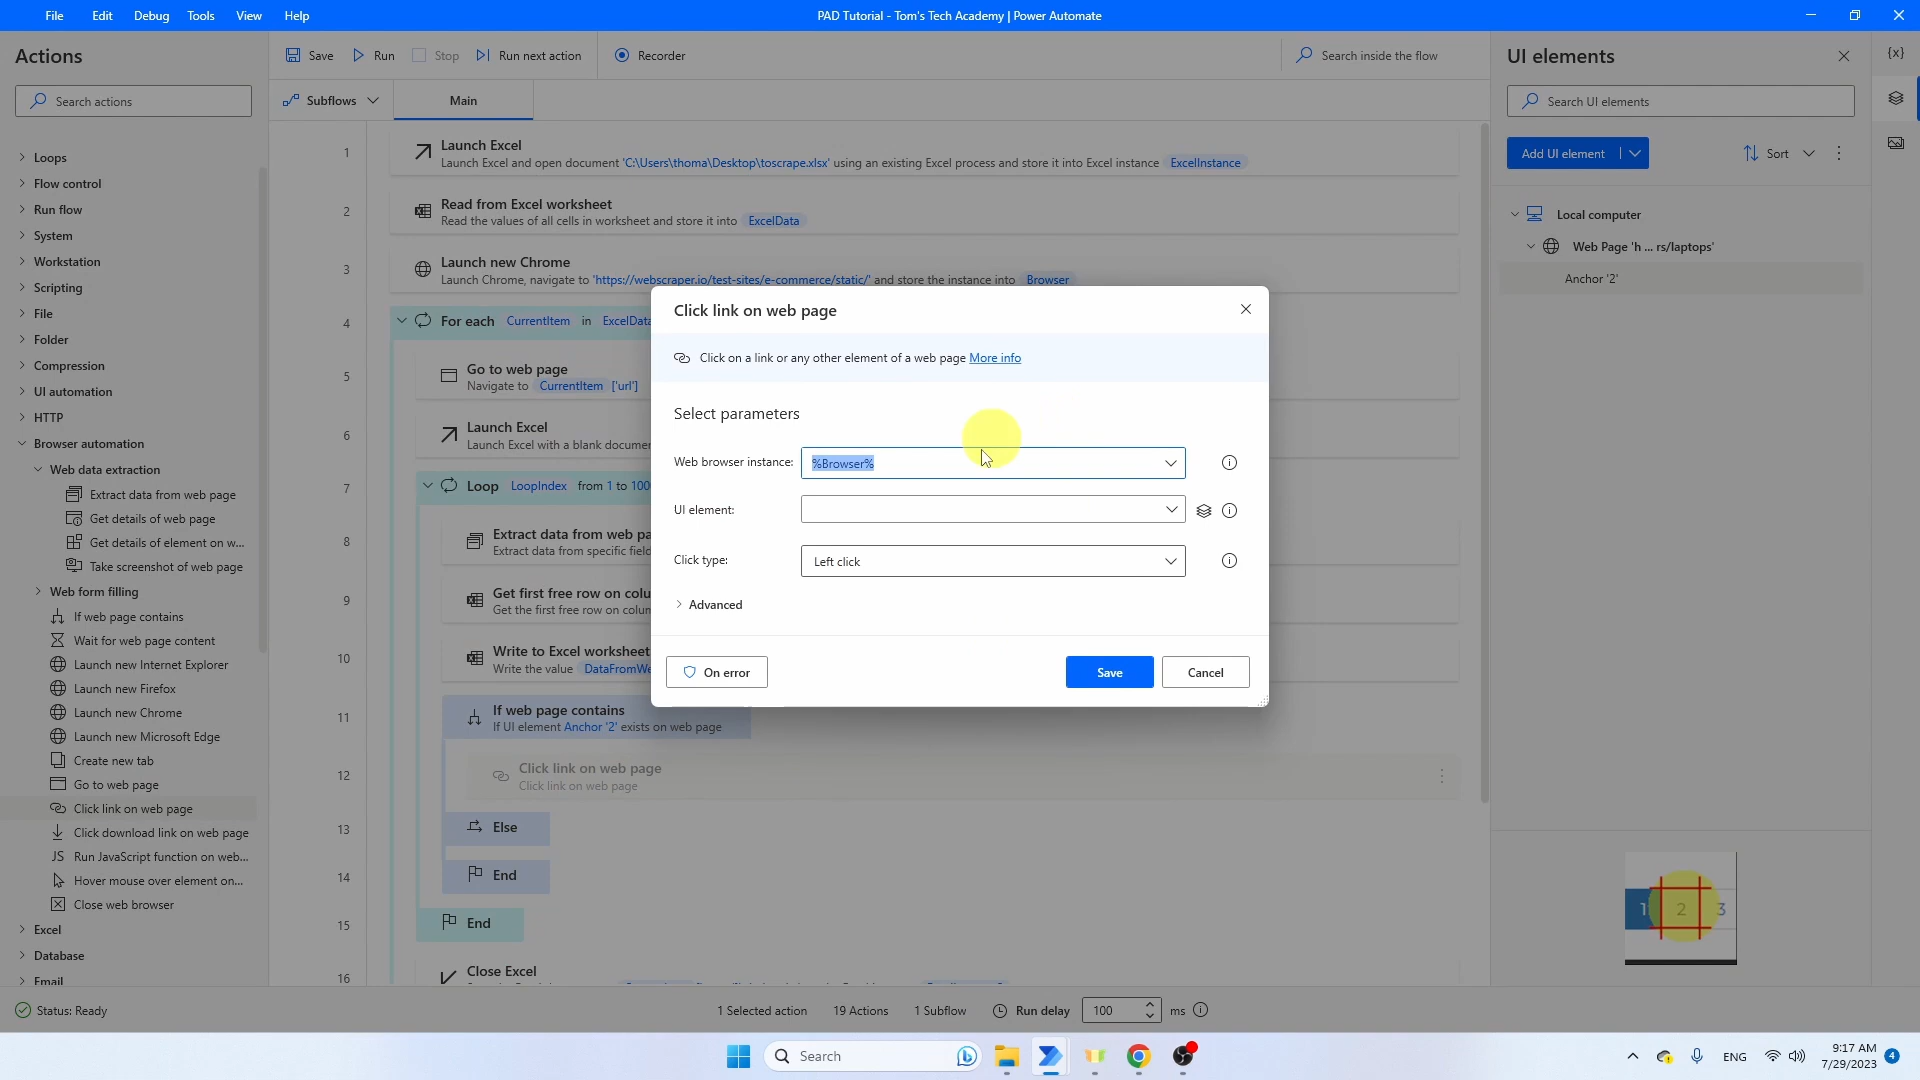 File Edit Debug Tools View Help
PAD Tutorial - Tom's Tech Academy | Power Automate
Actions
Search actions
Loops
Flow control
Run flow
System
Workstation
Scripting
File
Folder
Compression
UI automation
HTTP
Browser automation
Web data extraction
Extract data from web page
Get details of web page
Get details of element on w...
Take screenshot of web page
Web form filling
If web page contains
Wait for web page content
Launch new Internet Explorer
Launch new Firefox
Launch new Chrome
Launch new Microsoft Edge
Create new tab
Go to web page
Click link on web page
Click download link on web page
JS Run JavaScript function on web...
Hover mouse over element on...
Close web browser
Excel
Database
Email
Save Run Stop Run next action Recorder
Search inside the flow
Subflows Main
1
Launch Excel
Launch Excel and open document 'C:\Users\thoma\Desktop\toscrape.xlsx' using an existing Excel process and store it into Excel instance ExcelInstance
2
Read from Excel worksheet
Read the values of all cells in worksheet and store it into ExcelData
3
Launch new Chrome
Launch Chrome, navigate to 'https://webscraper.io/test-sites/e-commerce/static/' and store the instance into Browser
4
For each CurrentItem in ExcelData
5
Go to web page
Navigate to CurrentItem ['url']
6
Launch Excel
Launch Excel with a blank docume
7
Loop LoopIndex from 1 to 100
8
Extract data from web pa
Extract data from specific field
9
Get first free row on colu
Get the first free row on colum
10
Write to Excel worksheet
Write the value DataFromWe
11
If web page contains
If UI element Anchor '2' exists on web page
12
Click link on web page
Click link on web page
13
Else
14
End
15
End
16
Close Excel
Click link on web page
Click on a link or any other element of a web page More info
Select parameters
Web browser instance: %Browser%
UI element:
Click type: Left click
Advanced
On error
Save
Cancel
UI elements
{x}
Search UI elements
Add UI element
Sort
Local computer
Web Page 'h ... rs/laptops'
Anchor '2'
1 2 3
Status: Ready
1 Selected action 19 Actions 1 Subflow Run delay 100 ms
Search
ENG
9:17 AM
7/29/2023
4